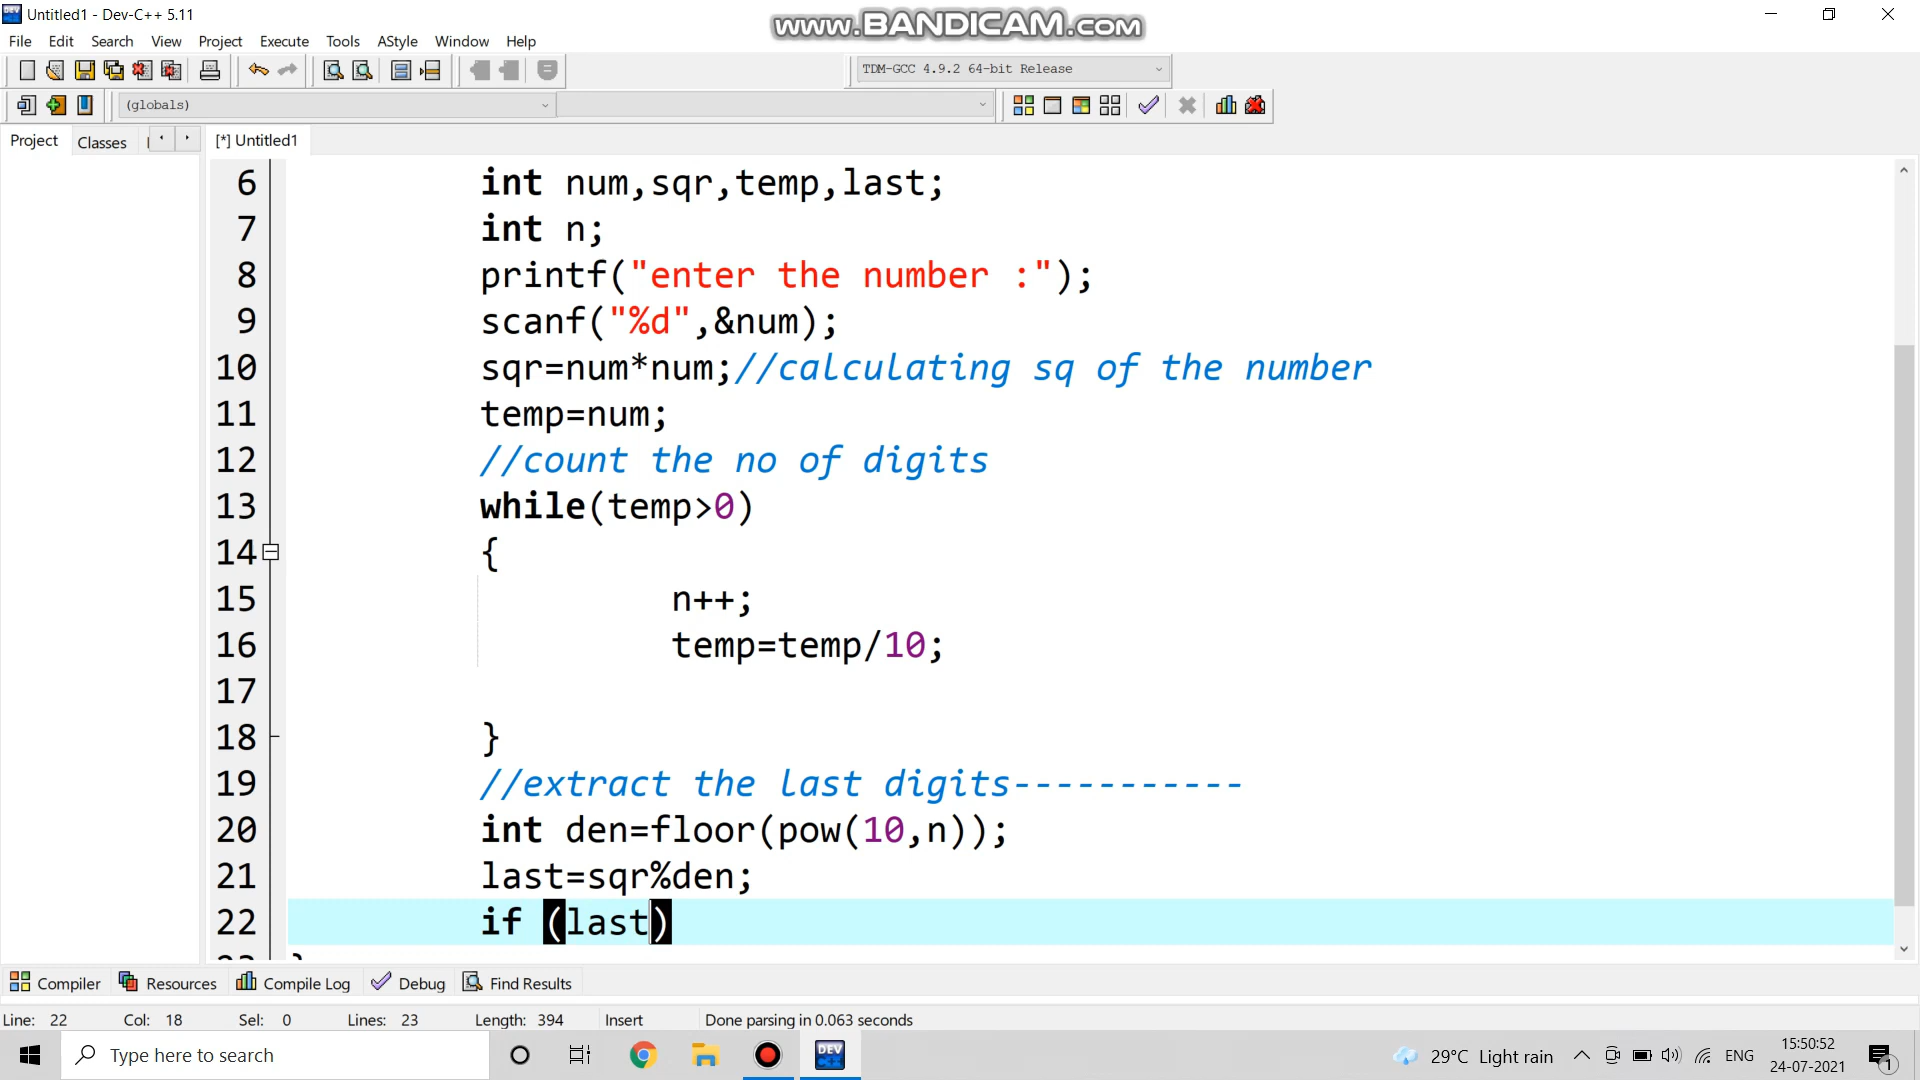 Untitled1 - Dev-C++ 5.11
www.BANDICAM.com
File Edit Search View Project Execute Tools AStyle Window Help
TDM-GCC 4.9.2 64-bit Release
(globals)
Project Classes [*] Untitled1
6 int num,sqr,temp,last;
7 int n;
8 printf("enter the number :");
9 scanf("%d",&num);
10 sqr=num*num;//calculating sq of the number
11 temp=num;
12 //count the no of digits
13 while(temp>0)
14 {
15 n++;
16 temp=temp/10;
17
18 }
19 //extract the last digits-----------
20 int den=floor(pow(10,n));
21 last=sqr%den;
22 if (last)
Compiler Resources Compile Log Debug Find Results
Line: 22 Col: 18 Sel: 0 Lines: 23 Length: 394 Insert Done parsing in 0.063 seconds
Type here to search
DEV
29°C Light rain
ENG
15:50:52
24-07-2021
1